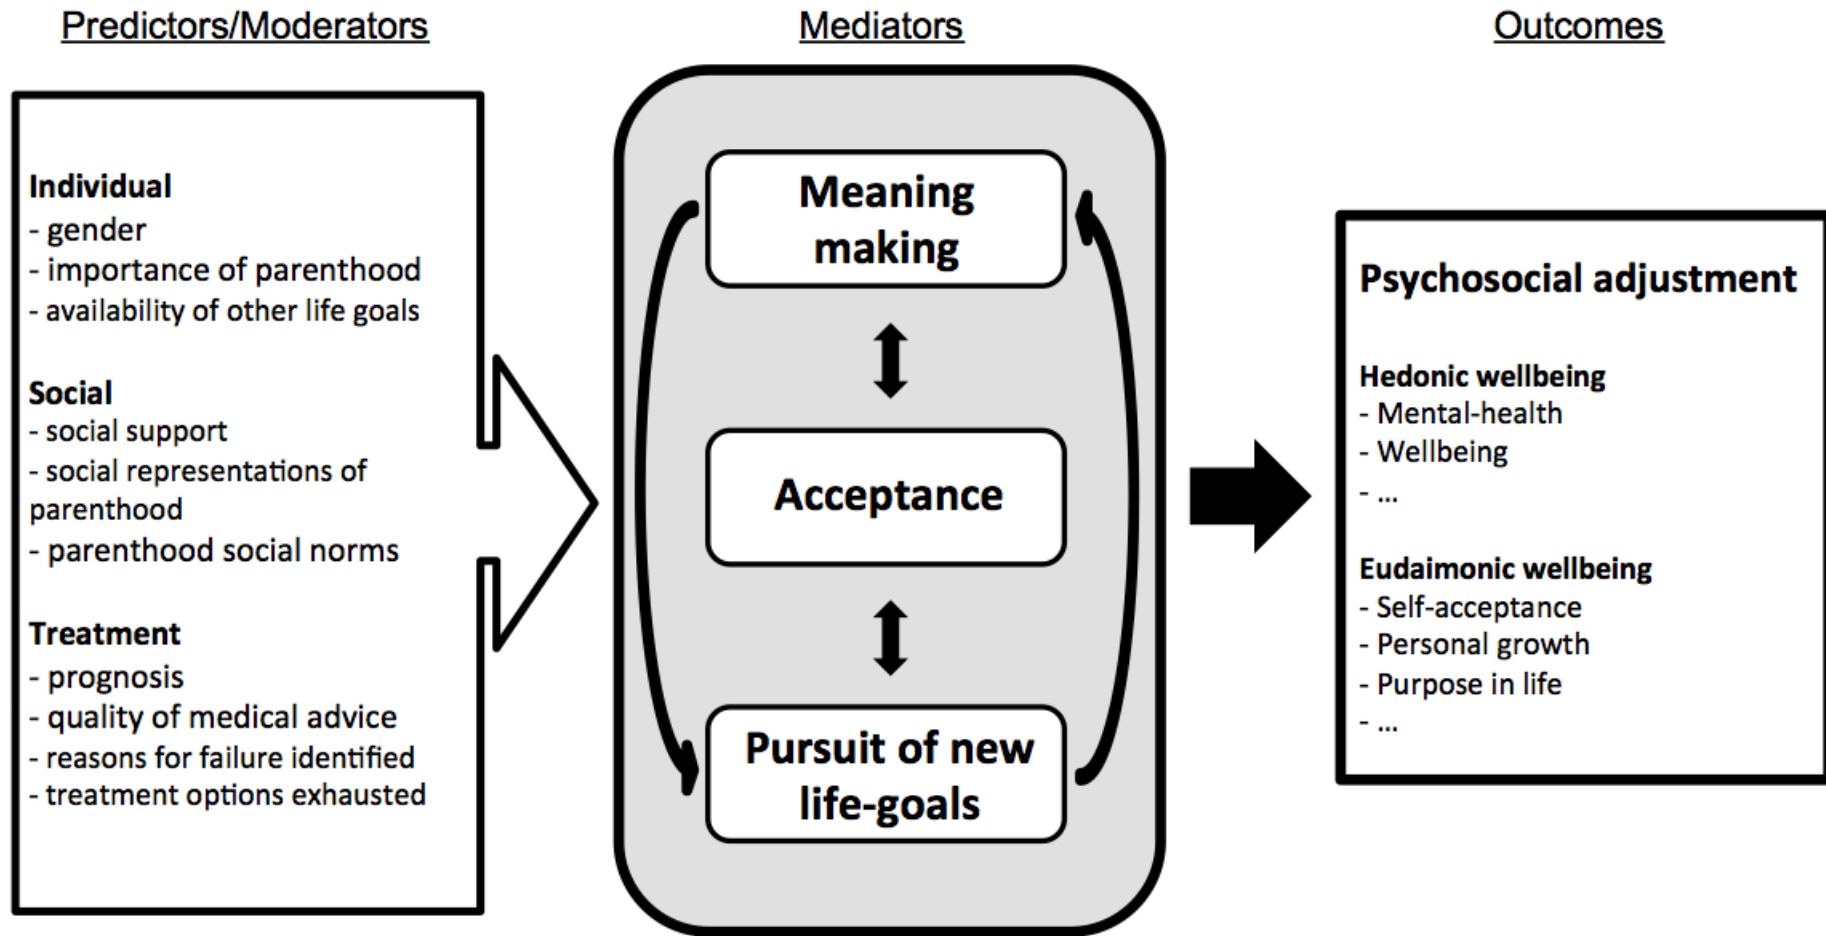 Predictors/Moderators
Mediators
Outcomes
Individual
- gender
- importance of parenthood
- availability of other life goals
Social
- social support
- social representations of
parenthood
- parenthood social norms
Treatment
- prognosis
- quality of medical advice
- reasons for failure identified
- treatment options exhausted
Meaning
making
Acceptance
Pursuit of new
life-goals
Psychosocial adjustment
Hedonic wellbeing
- Mental-health
- Wellbeing
- ...
Eudaimonic wellbeing
- Self-acceptance
- Personal growth
- Purpose in life
- ...